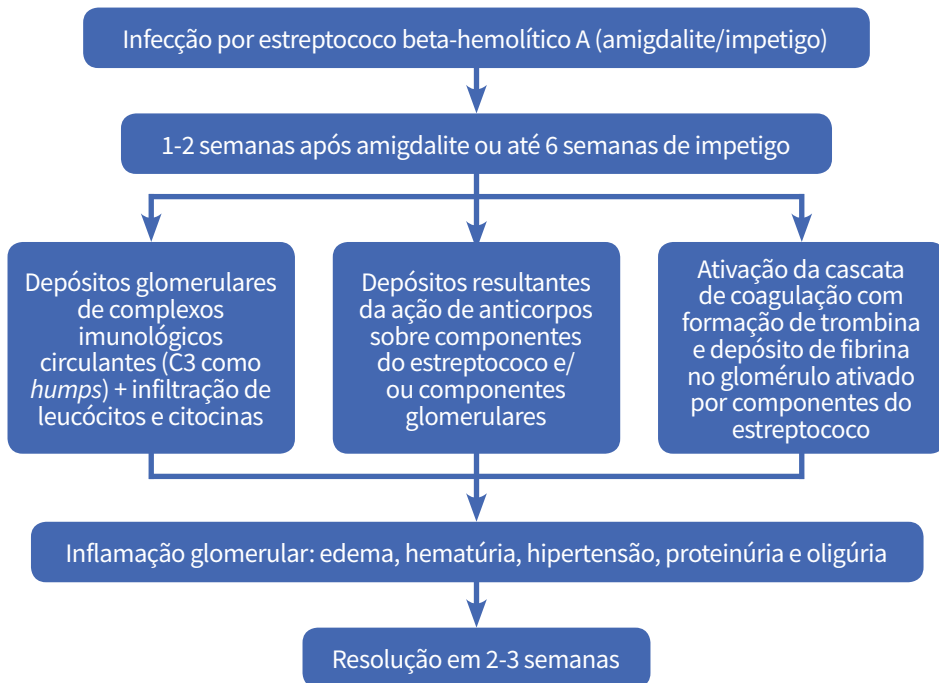 Infecção por estreptococo beta-hemolítico A (amigdalite/impetigo)
1-2 semanas após amigdalite ou até 6 semanas de impetigo
Depósitos glomerulares
de complexos
imunológicos
circulantes (C3 como
humps) + infiltração de
leucócitos e citocinas
Depósitos resultantes
da ação de anticorpos
sobre componentes
do estreptococo e/
ou componentes
glomerulares
Ativação da cascata
de coagulação com
formação de trombina
e depósito de fibrina
no glomérulo ativado
por componentes do
estreptococo
Inflamação glomerular: edema, hematúria, hipertensão, proteinúria e oligúria
Resolução em 2-3 semanas